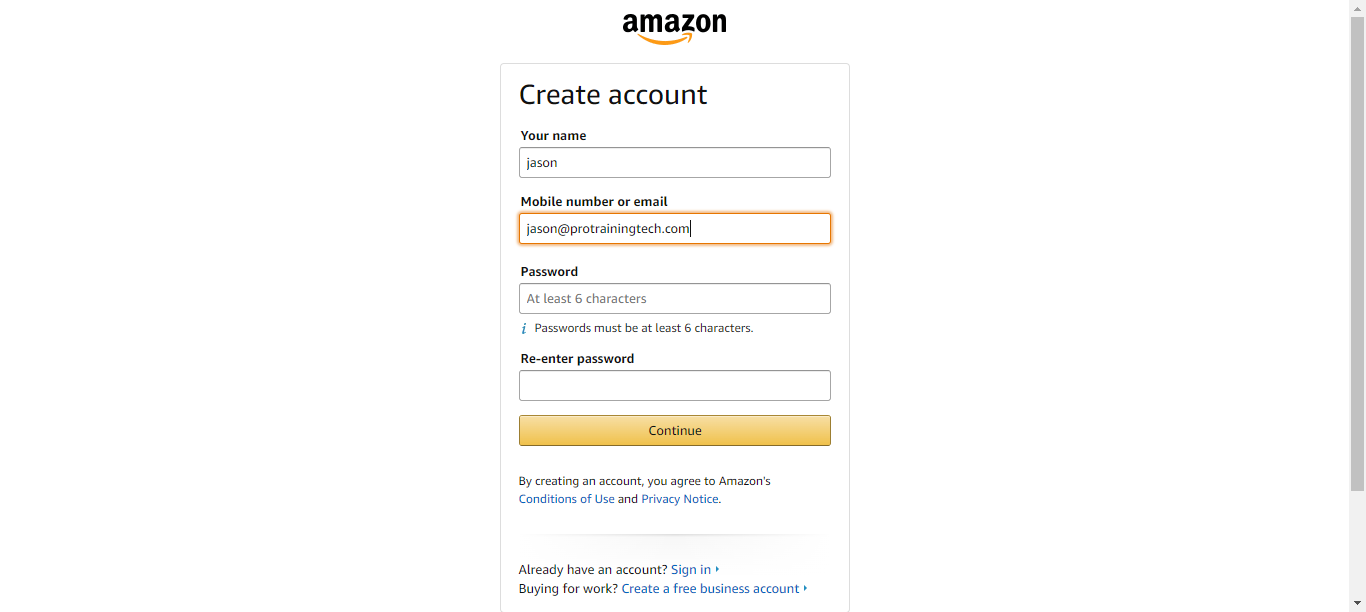 amazon
Create account
Your name
jason
Mobile number or email
jason@protrainingtech.com
Password
At least 6 characters
i Passwords must be at least 6 characters.
Re-enter password
Continue
By creating an account, you agree to Amazon's
Conditions of Use and Privacy Notice.
Already have an account? Sign in
Buying for work? Create a free business account